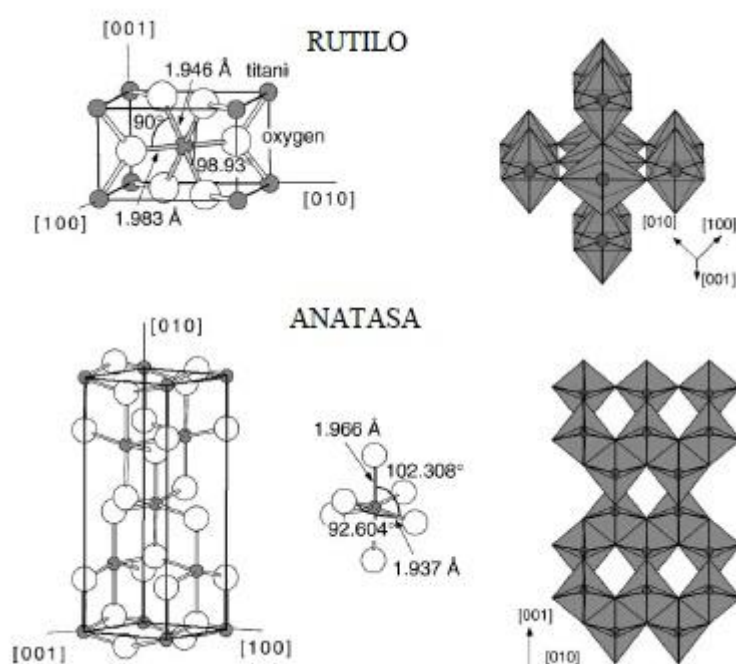 [001]
RUTILO
1.946 Å titanii
90°
oxygen
98.93°
[010]
[100]
1.983 Å
[010]
[100]
[001]
ANATASA
[010]
1.966 Å
102.308°
92.604°
1.937 Å
[001]
[100]
[001]
[010]